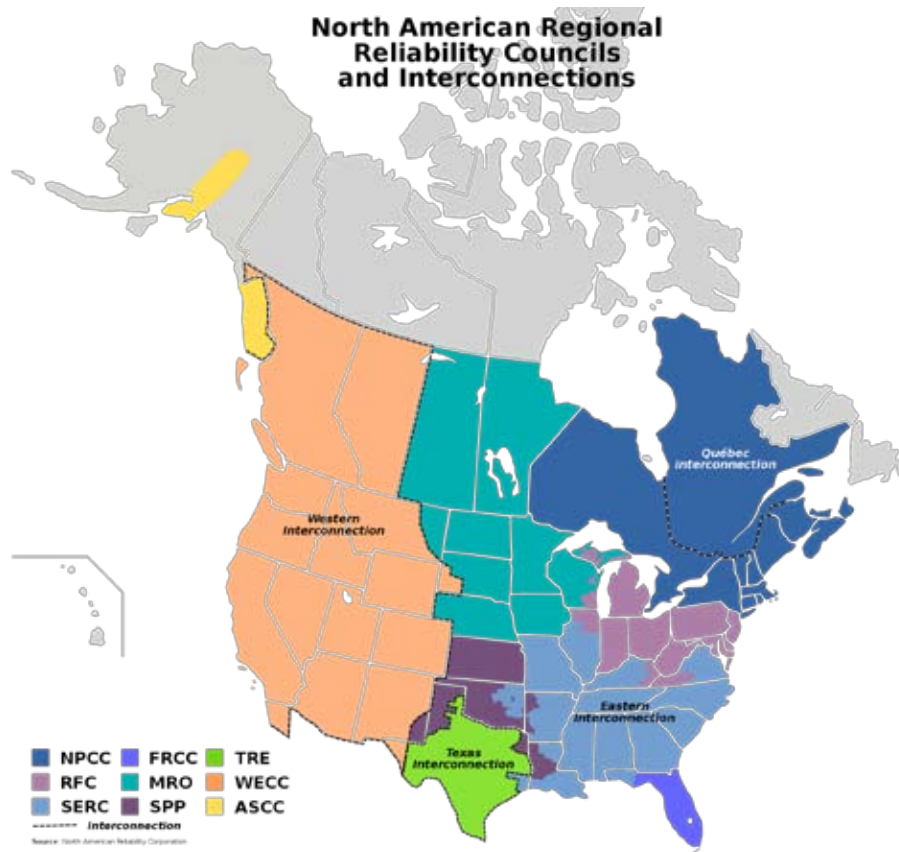 North American Regional
Reliability Councils
and Interconnections
Québec
Interconnection
Western
Interconnection
Eastern
Interconnection
Texas
Interconnection
NPCC FRCC TRE
RFC MRO WECC
SERC SPP ASCC
Interconnection
Source: North American Reliability Corporation